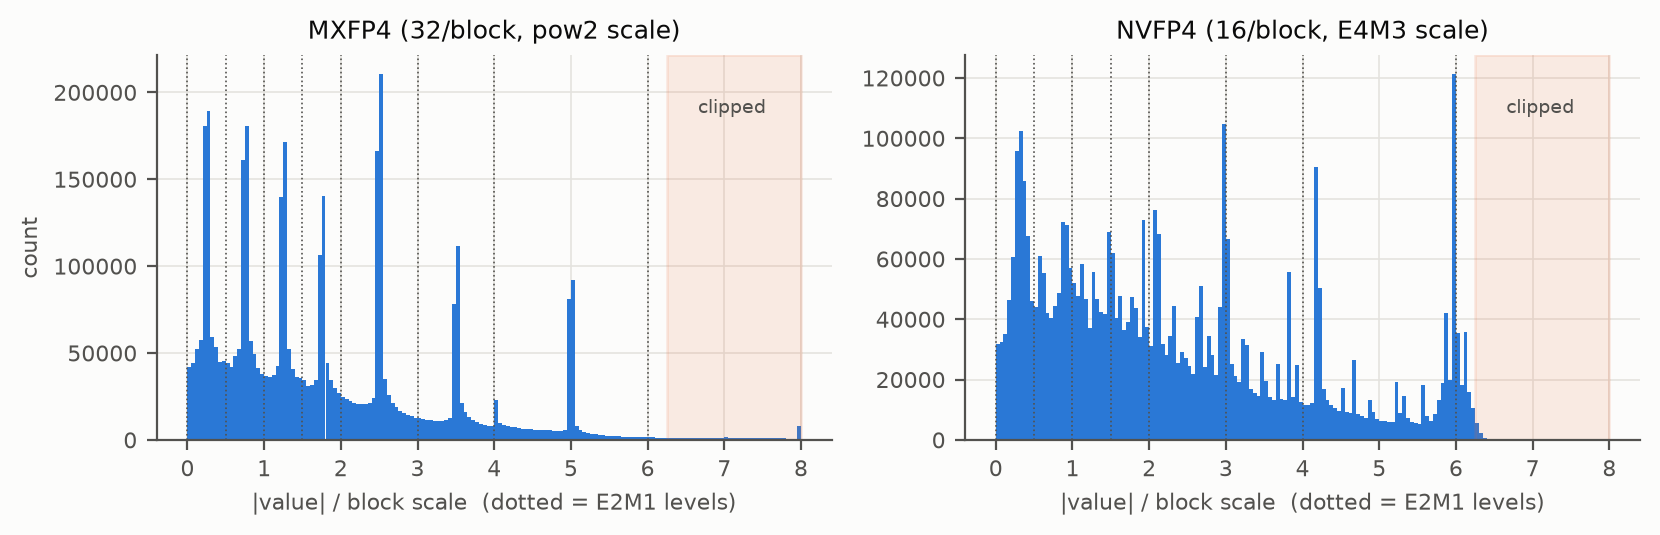 MXFP4 (32/block, pow2 scale)
count
200000
150000
100000
50000
0
clipped
0 1 2 3 4 5 6 7 8
|value| / block scale  (dotted = E2M1 levels)
NVFP4 (16/block, E4M3 scale)
120000
100000
80000
60000
40000
20000
0
clipped
0 1 2 3 4 5 6 7 8
|value| / block scale  (dotted = E2M1 levels)